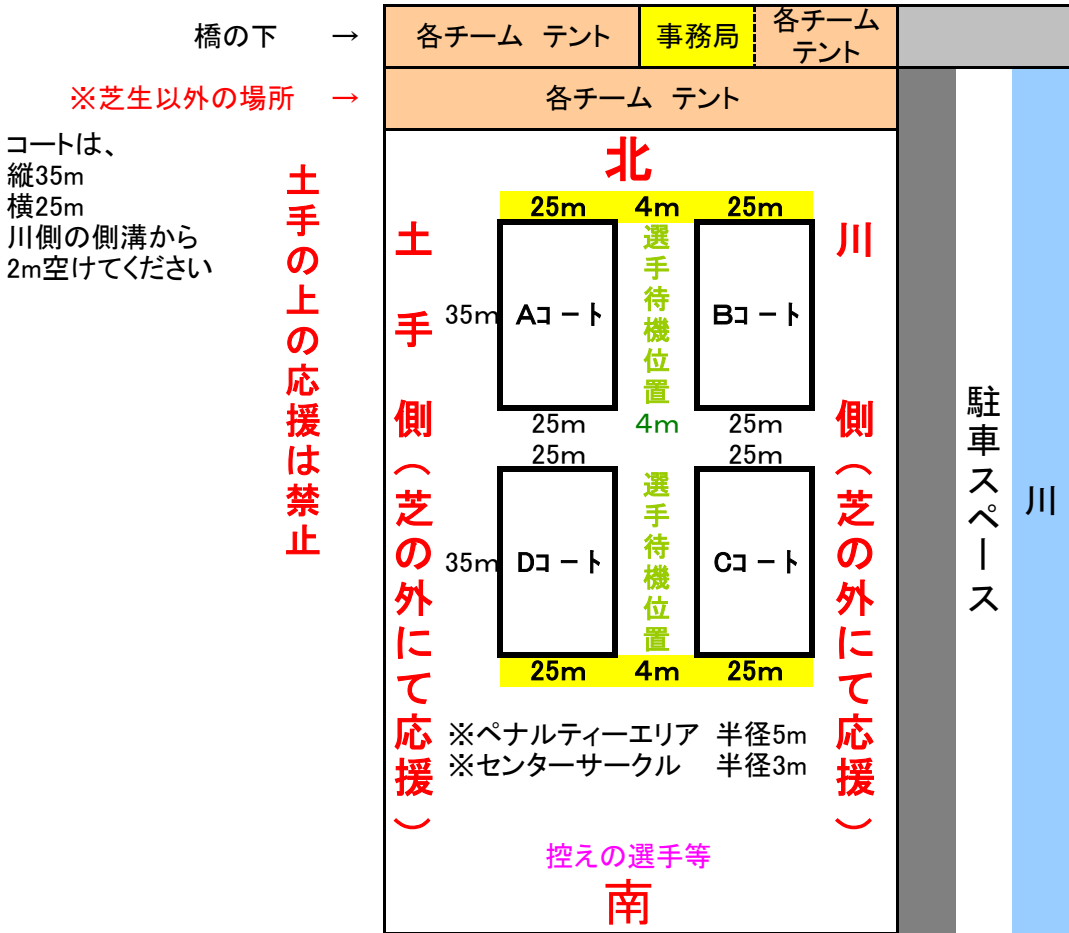 橋の下 → 各チーム テント 事務局 各チーム
テント
※芝生以外の場所 → 各チーム テント
コートは、
縦35m
横25m
川側の側溝から
2m空けてください
土手の上の応援は禁止
北
土手側（芝の外にて応援）
25m 4m 25m
35m Aコート
選手待機位置
Bコート
25m 4m 25m
25m 25m
35m Dコート
選手待機位置
Cコート
25m 4m 25m
川側（芝の外にて応援）
※ペナルティーエリア 半径5m
※センターサークル 半径3m
控えの選手等
南
駐車スペース
川